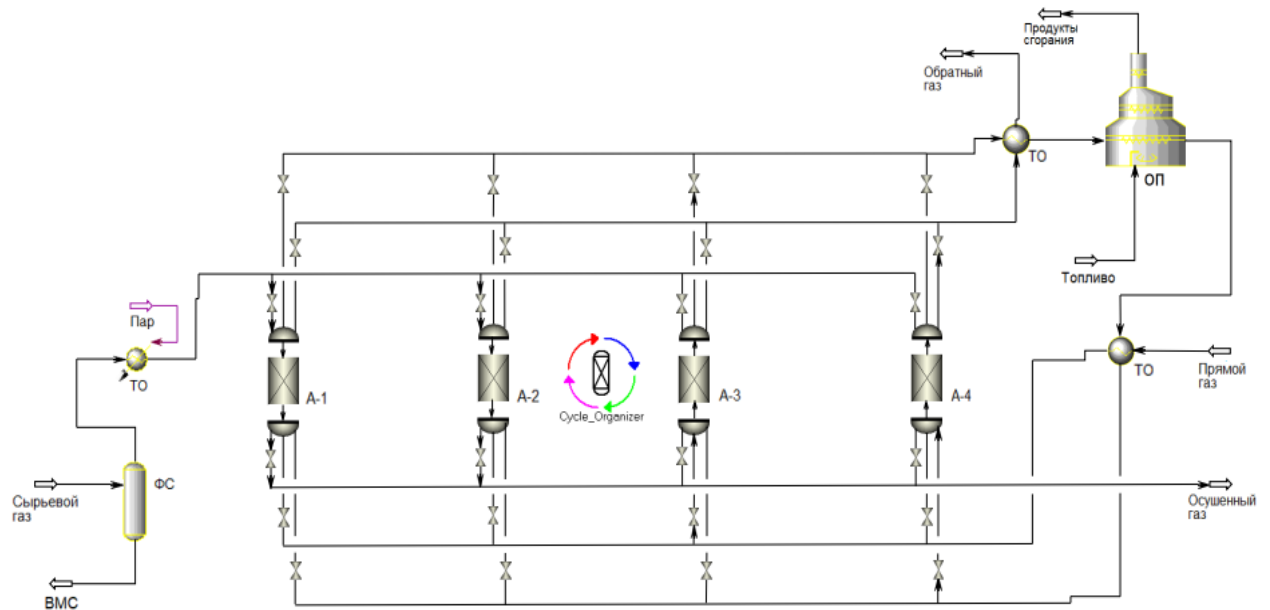 Продукты
сгорания
Обратный
газ
ТО
ОП
Топливо
Пар
ТО
ТО
Прямой
газ
А-1
А-2
Cycle_Organizer
А-3
А-4
Сырьевой
газ
ФС
Осушенный
газ
ВМС